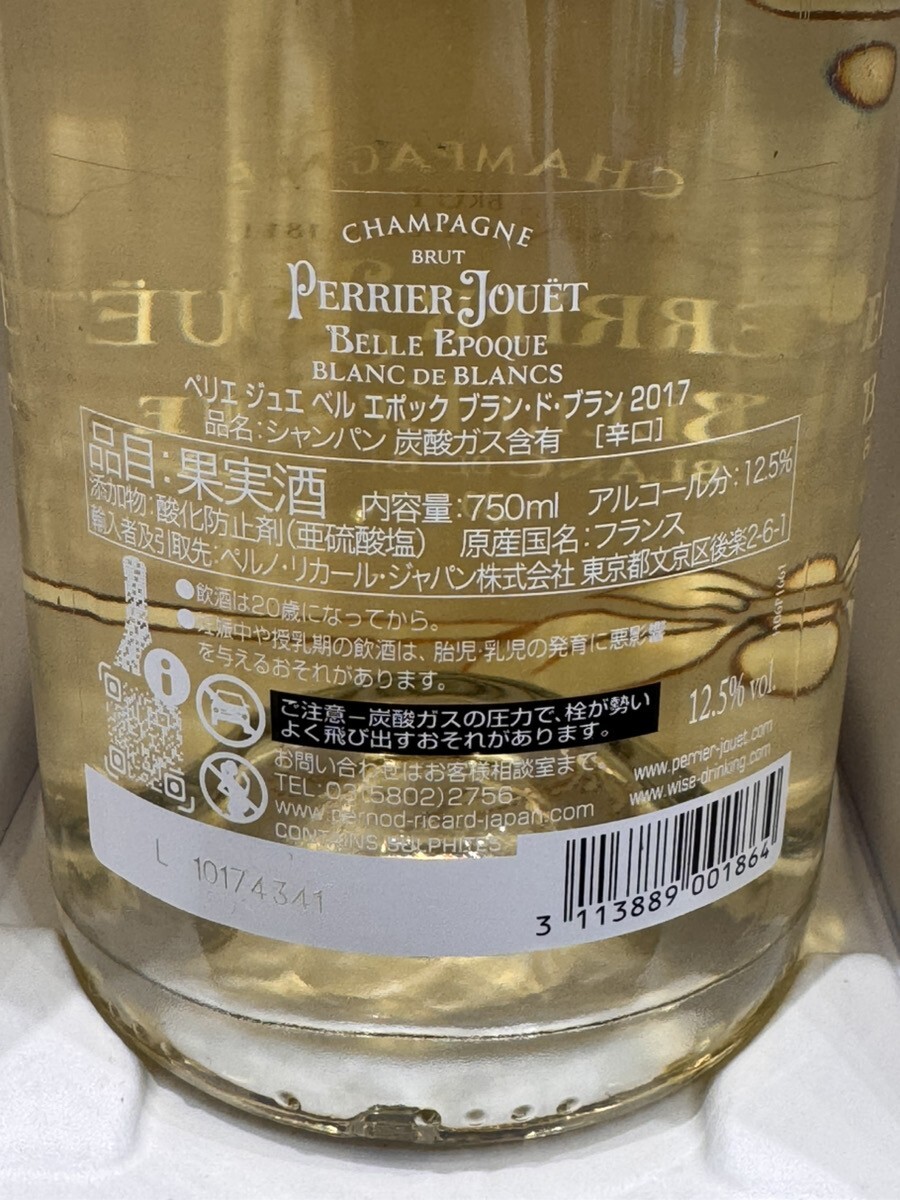 CHAMPAGNE
BRUT
PERRIER-JOUËT
BELLE EPOQUE
BLANC DE BLANCS
ペリエ ジュエ ベル エポック ブラン・ド・ブラン 2017
品名:シャンパン 炭酸ガス含有 [辛口]
品目:果実酒 内容量:750ml アルコール分:12.5%
添加物:酸化防止剤(亜硫酸塩) 原産国名:フランス
輸入者及引取先:ペルノ・リカール・ジャパン株式会社 東京都文京区後楽2-6-1
●飲酒は20歳になってから。
●妊娠中や授乳期の飲酒は、胎児・乳児の発育に悪影響
を与えるおそれがあります。
ご注意-炭酸ガスの圧力で、栓が勢い
よく飛び出すおそれがあります。
12.5% vol.
お問い合わせはお客様相談室まで
TEL:03(5802)2756
www.pernod-ricard-japan.com
CONTAINS SULPHITES
www.perrier-jouet.com
www.wise-drinking.com
L 10174341
3 113889 001864